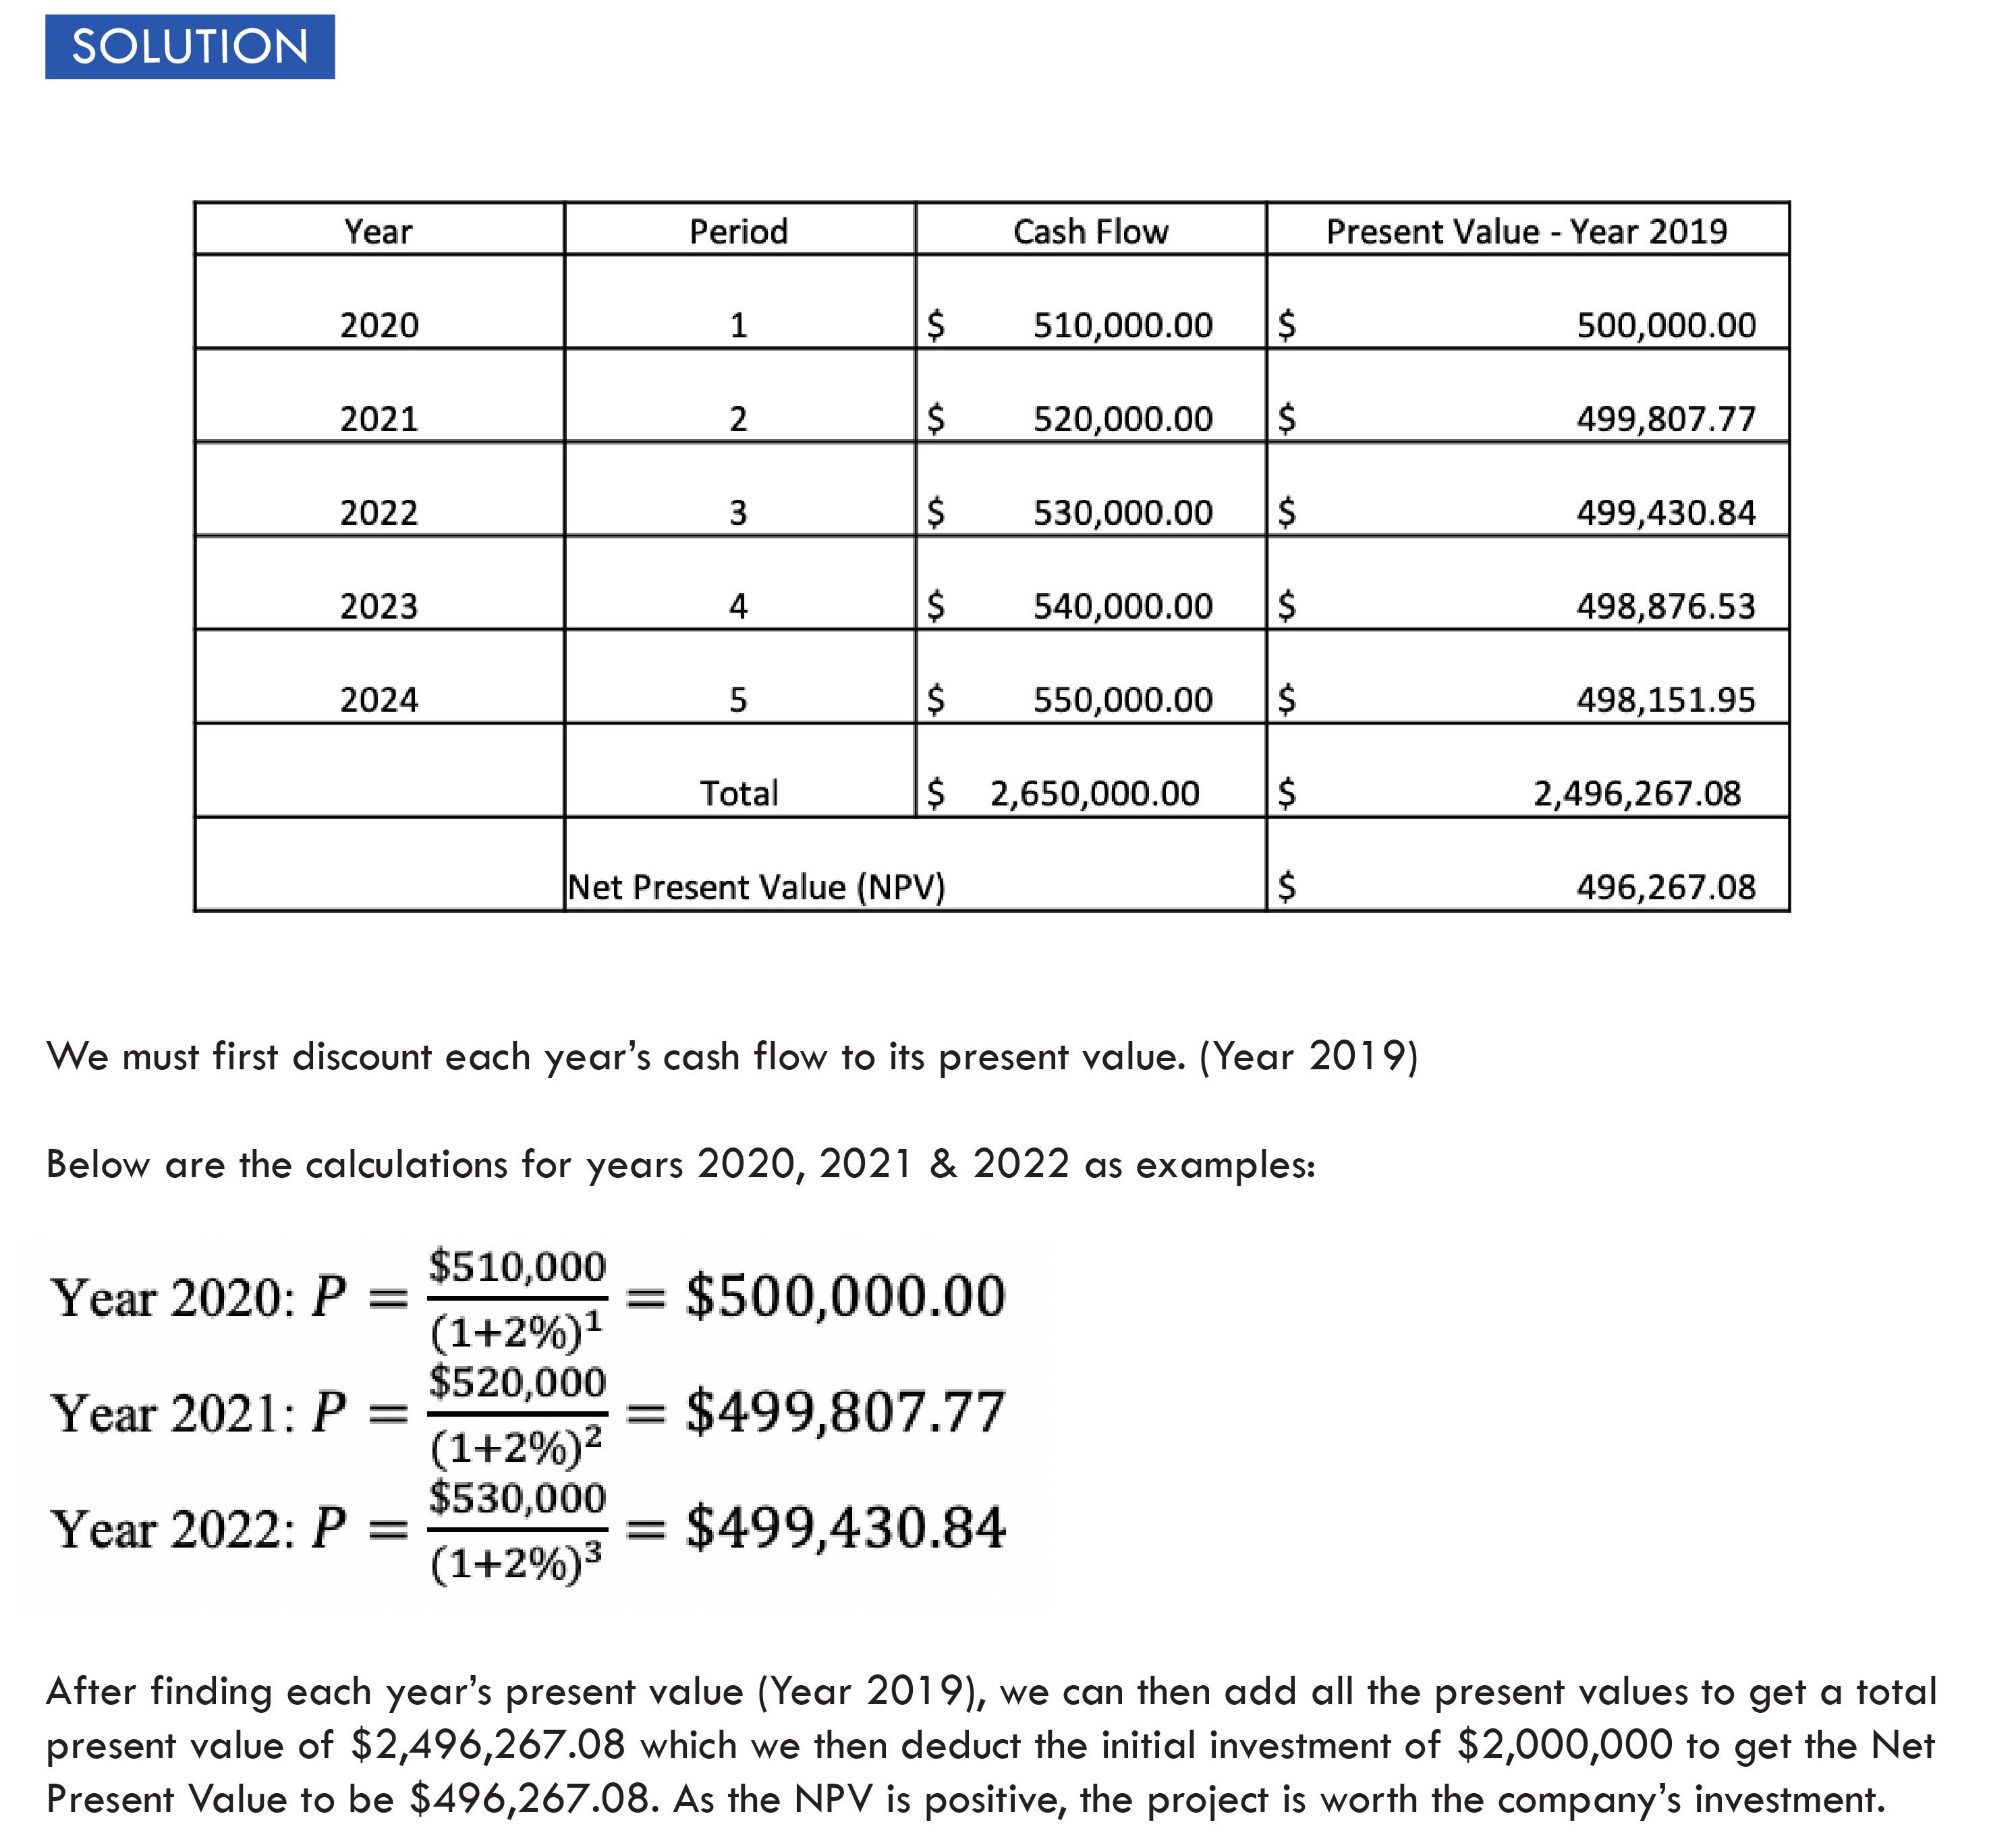 SOLUTION
Year Period Cash Flow Present Value - Year 2019
2020 1 $ 510,000.00 $ 500,000.00
2021 2 $ 520,000.00 $ 499,807.77
2022 3 $ 530,000.00 $ 499,430.84
2023 4 $ 540,000.00 $ 498,876.53
2024 5 $ 550,000.00 $ 498,151.95
Total $ 2,650,000.00 $ 2,496,267.08
Net Present Value (NPV) $ 496,267.08
We must first discount each year’s cash flow to its present value. (Year 2019)
Below are the calculations for years 2020, 2021 & 2022 as examples:
Year 2020: P = $510,000 / (1+2%)¹ = $500,000.00
Year 2021: P = $520,000 / (1+2%)² = $499,807.77
Year 2022: P = $530,000 / (1+2%)³ = $499,430.84
After finding each year’s present value (Year 2019), we can then add all the present values to get a total
present value of $2,496,267.08 which we then deduct the initial investment of $2,000,000 to get the Net
Present Value to be $496,267.08. As the NPV is positive, the project is worth the company’s investment.